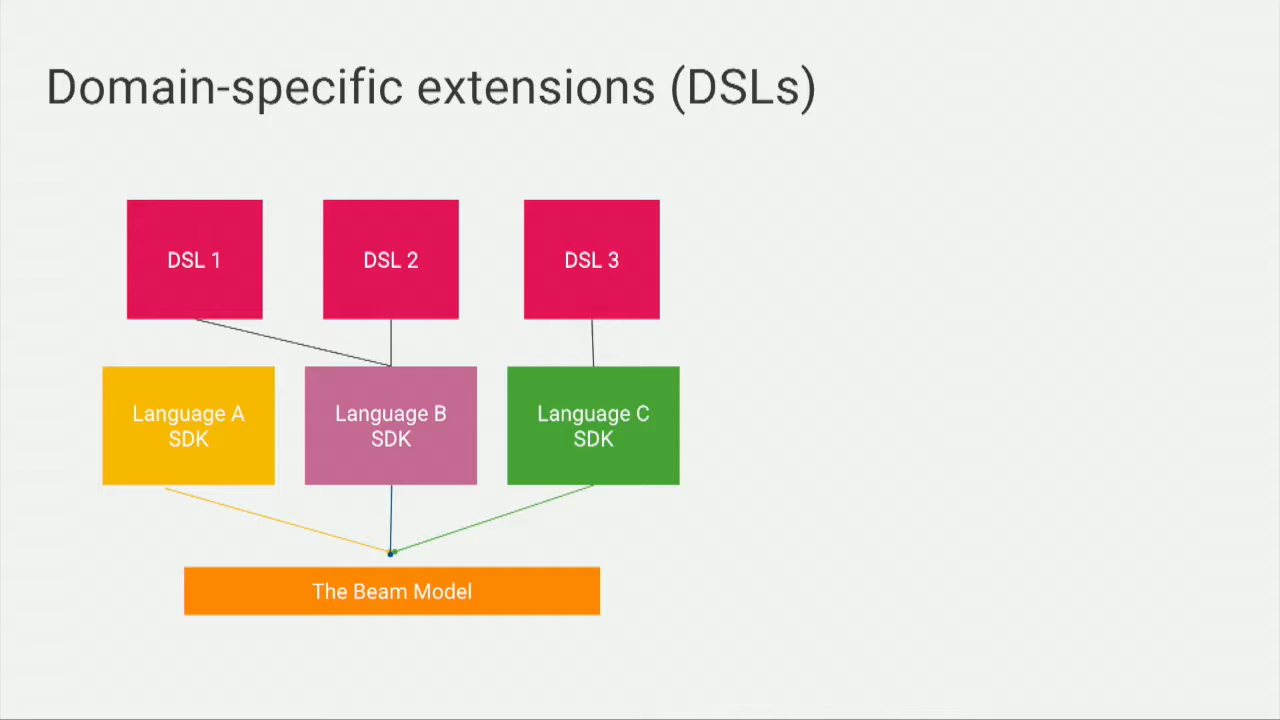 Domain-specific extensions (DSLs)
DSL 1
DSL 2
DSL 3
Language A
SDK
Language B
SDK
Language C
SDK
The Beam Model